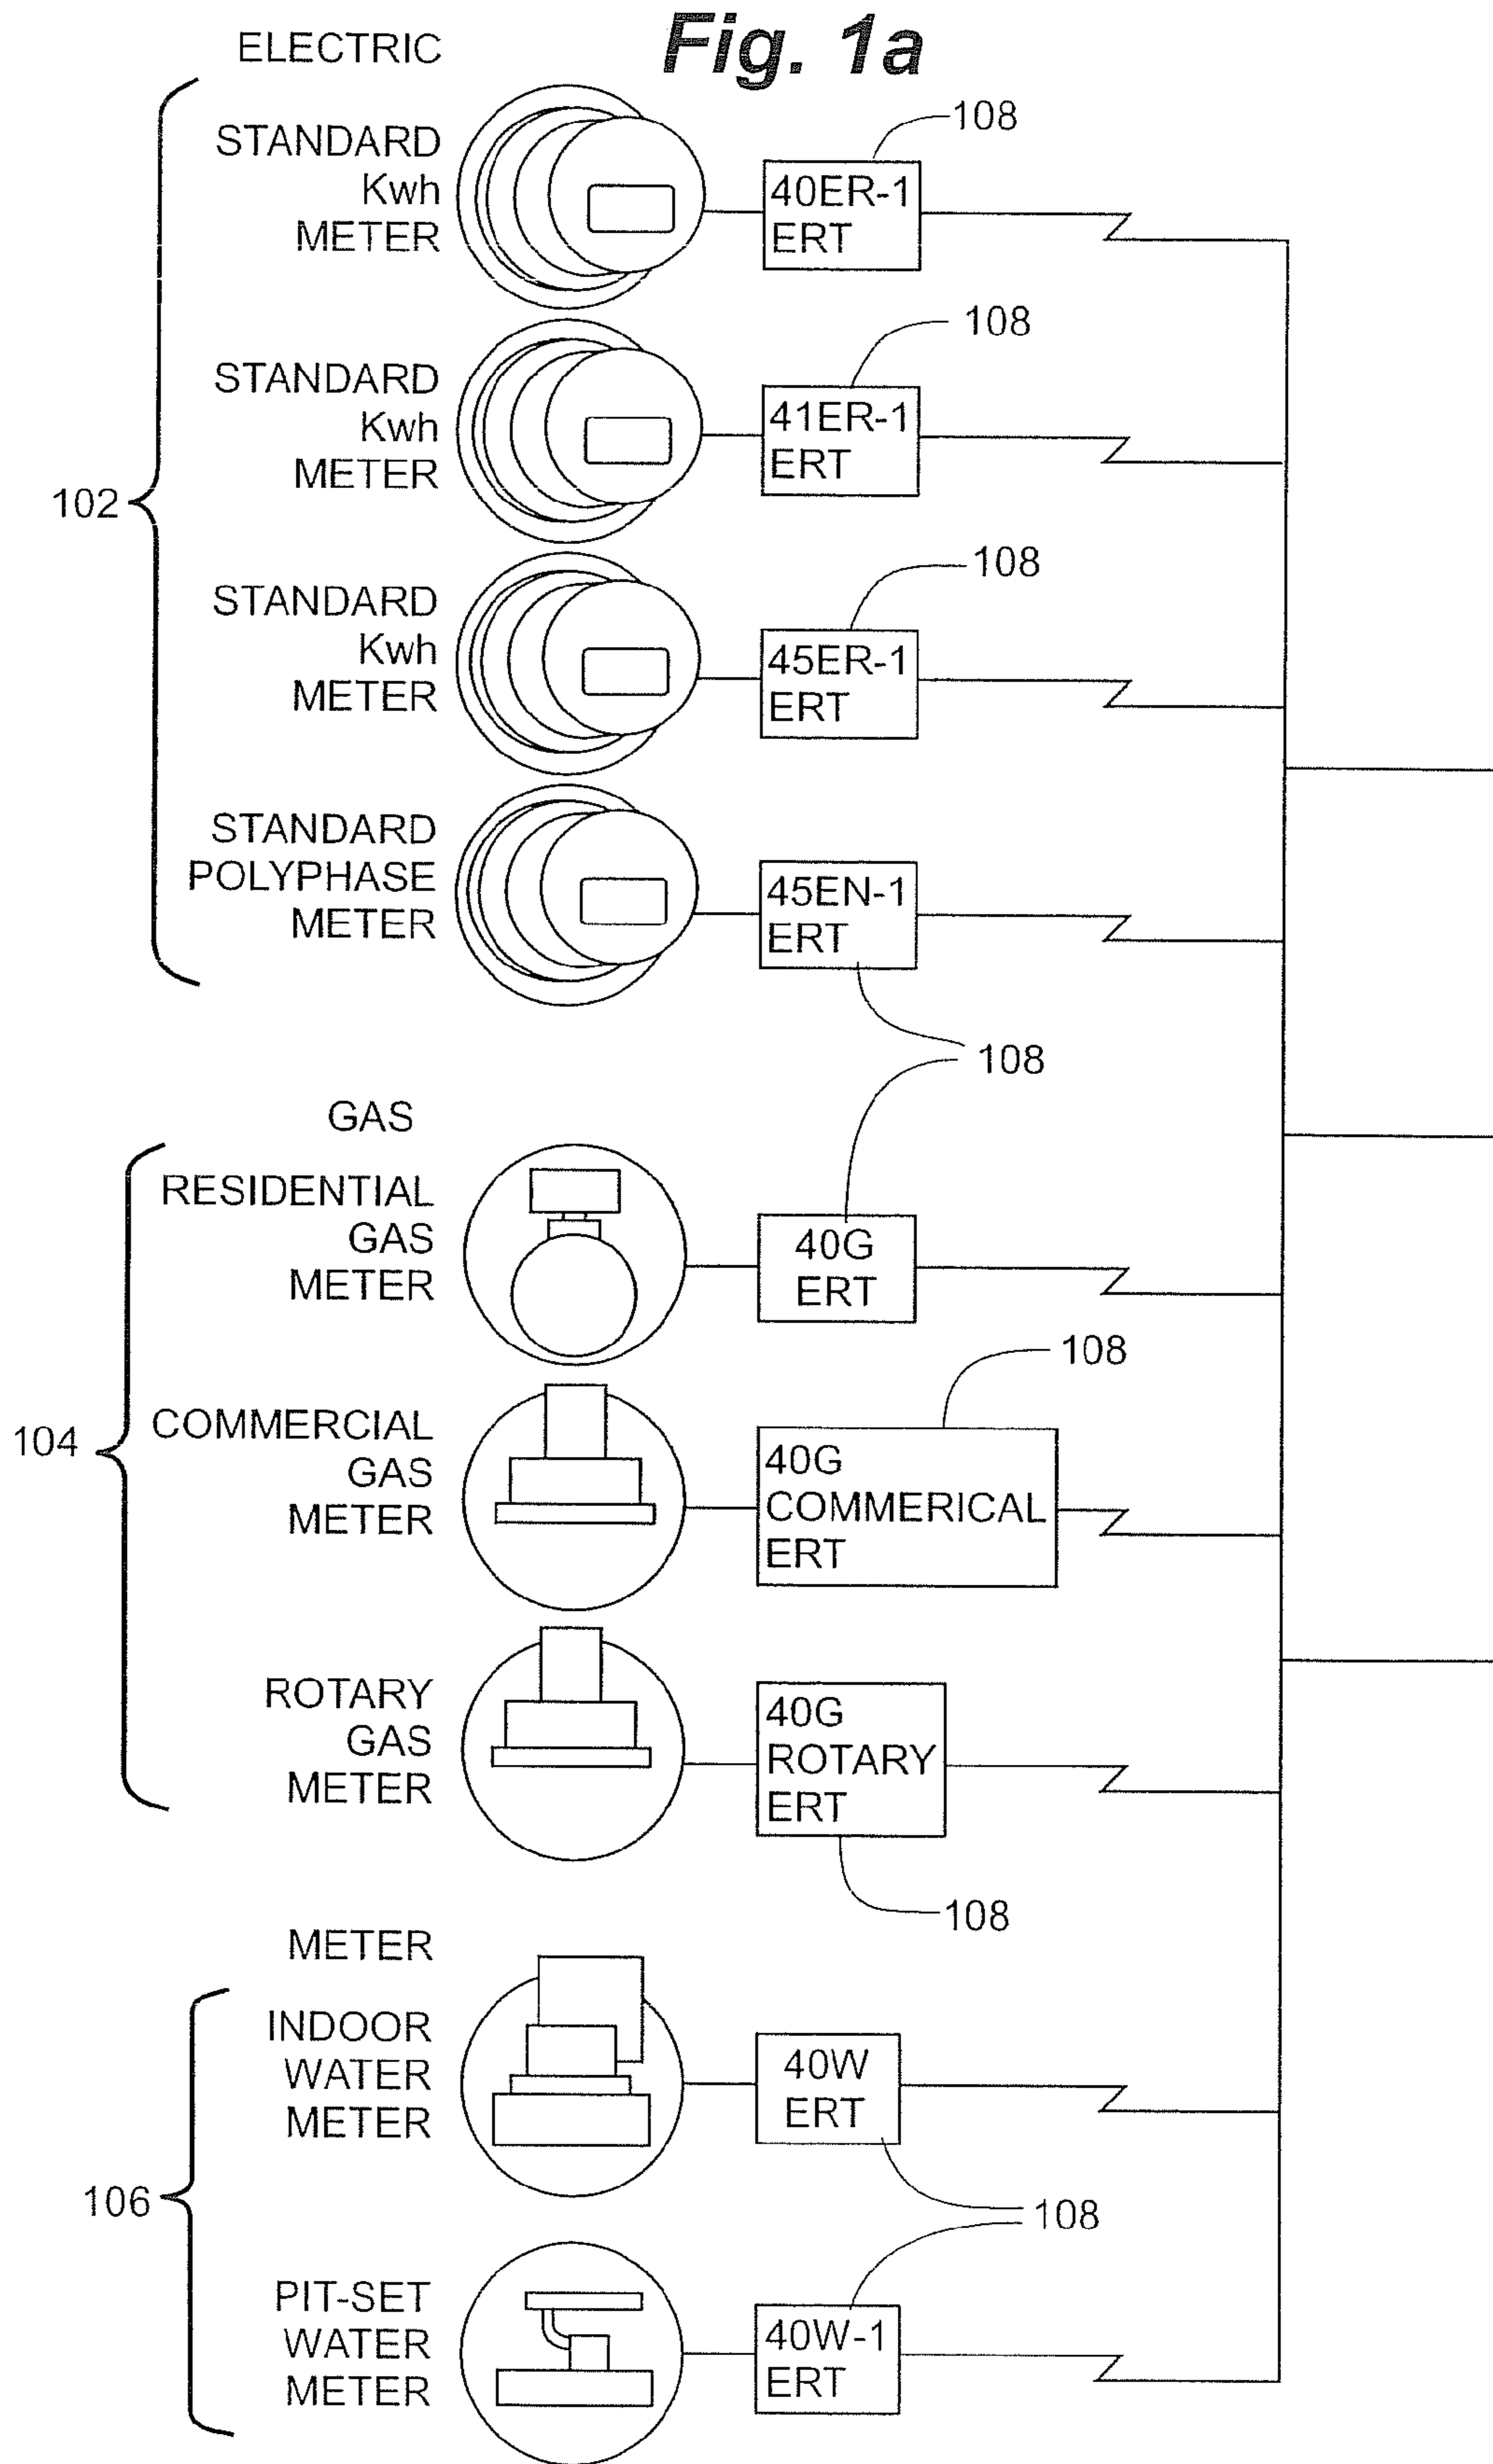 Fig. 1a
ELECTRIC
STANDARD
Kwh
METER
40ER-1
ERT
108
STANDARD
Kwh
METER
41ER-1
ERT
108
102
STANDARD
Kwh
METER
45ER-1
ERT
108
STANDARD
POLYPHASE
METER
45EN-1
ERT
108
GAS
RESIDENTIAL
GAS
METER
40G
ERT
104
COMMERCIAL
GAS
METER
40G
COMMERICAL
ERT
108
ROTARY
GAS
METER
40G
ROTARY
ERT
108
METER
INDOOR
WATER
METER
40W
ERT
106
108
PIT-SET
WATER
METER
40W-1
ERT